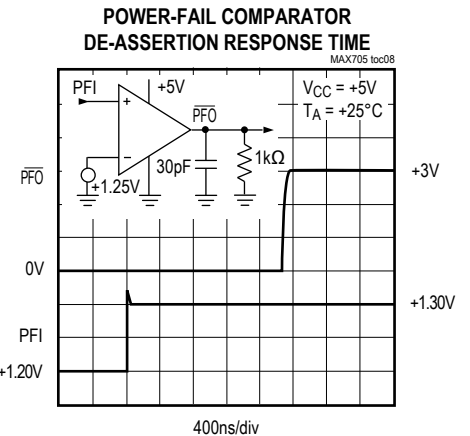 POWER-FAIL COMPARATOR
DE-ASSERTION RESPONSE TIME
MAX705 toc08
PFI
+5V
VCC = +5V
TA = +25°C
+
PFO
−
30pF
1kΩ
+1.25V
PFO
+3V
0V
+1.30V
PFI
+1.20V
400ns/div